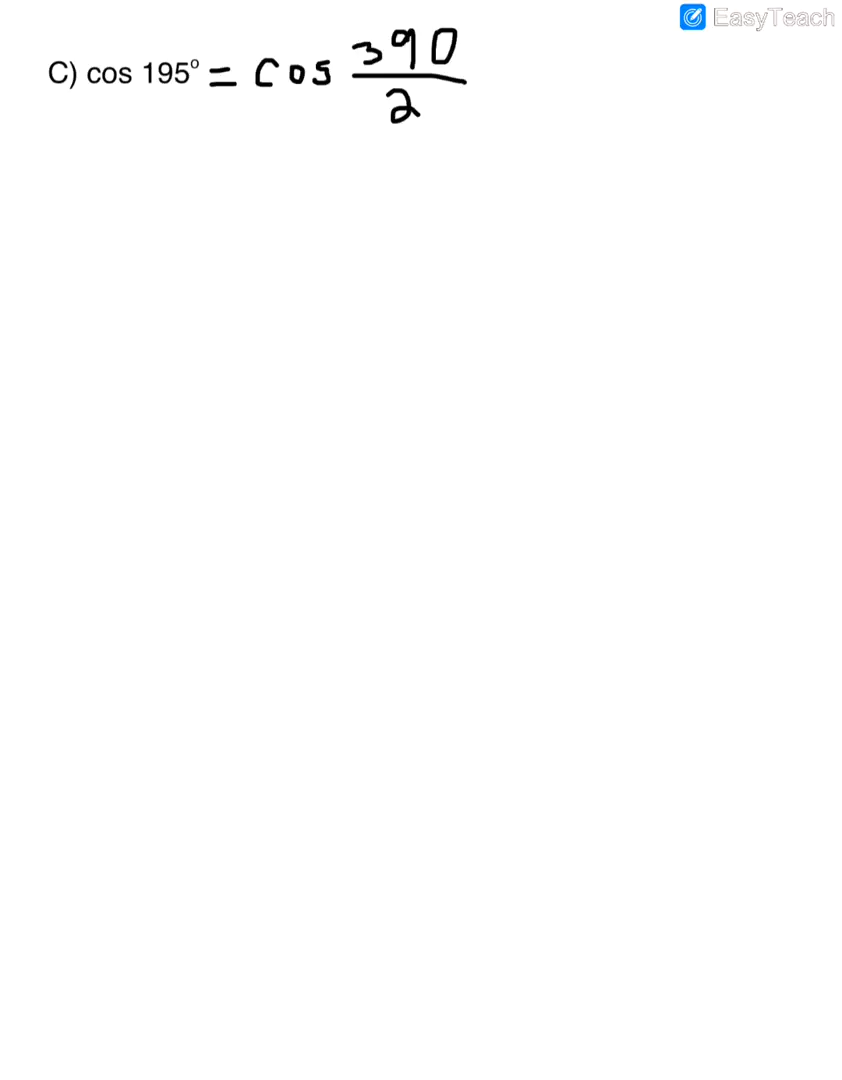 EasyTeach
C) cos 195° = cos 390/2